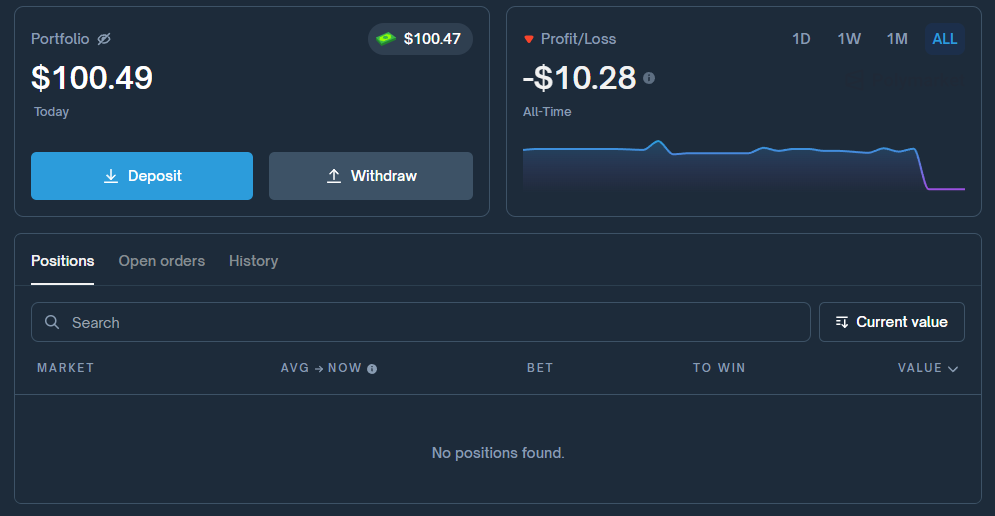 Portfolio
$100.47
$100.49
Today
Deposit
Withdraw
Profit/Loss
1D 1W 1M ALL
-$10.28
All-Time
Positions Open orders History
Search
Current value
MARKET AVG → NOW BET TO WIN VALUE
No positions found.